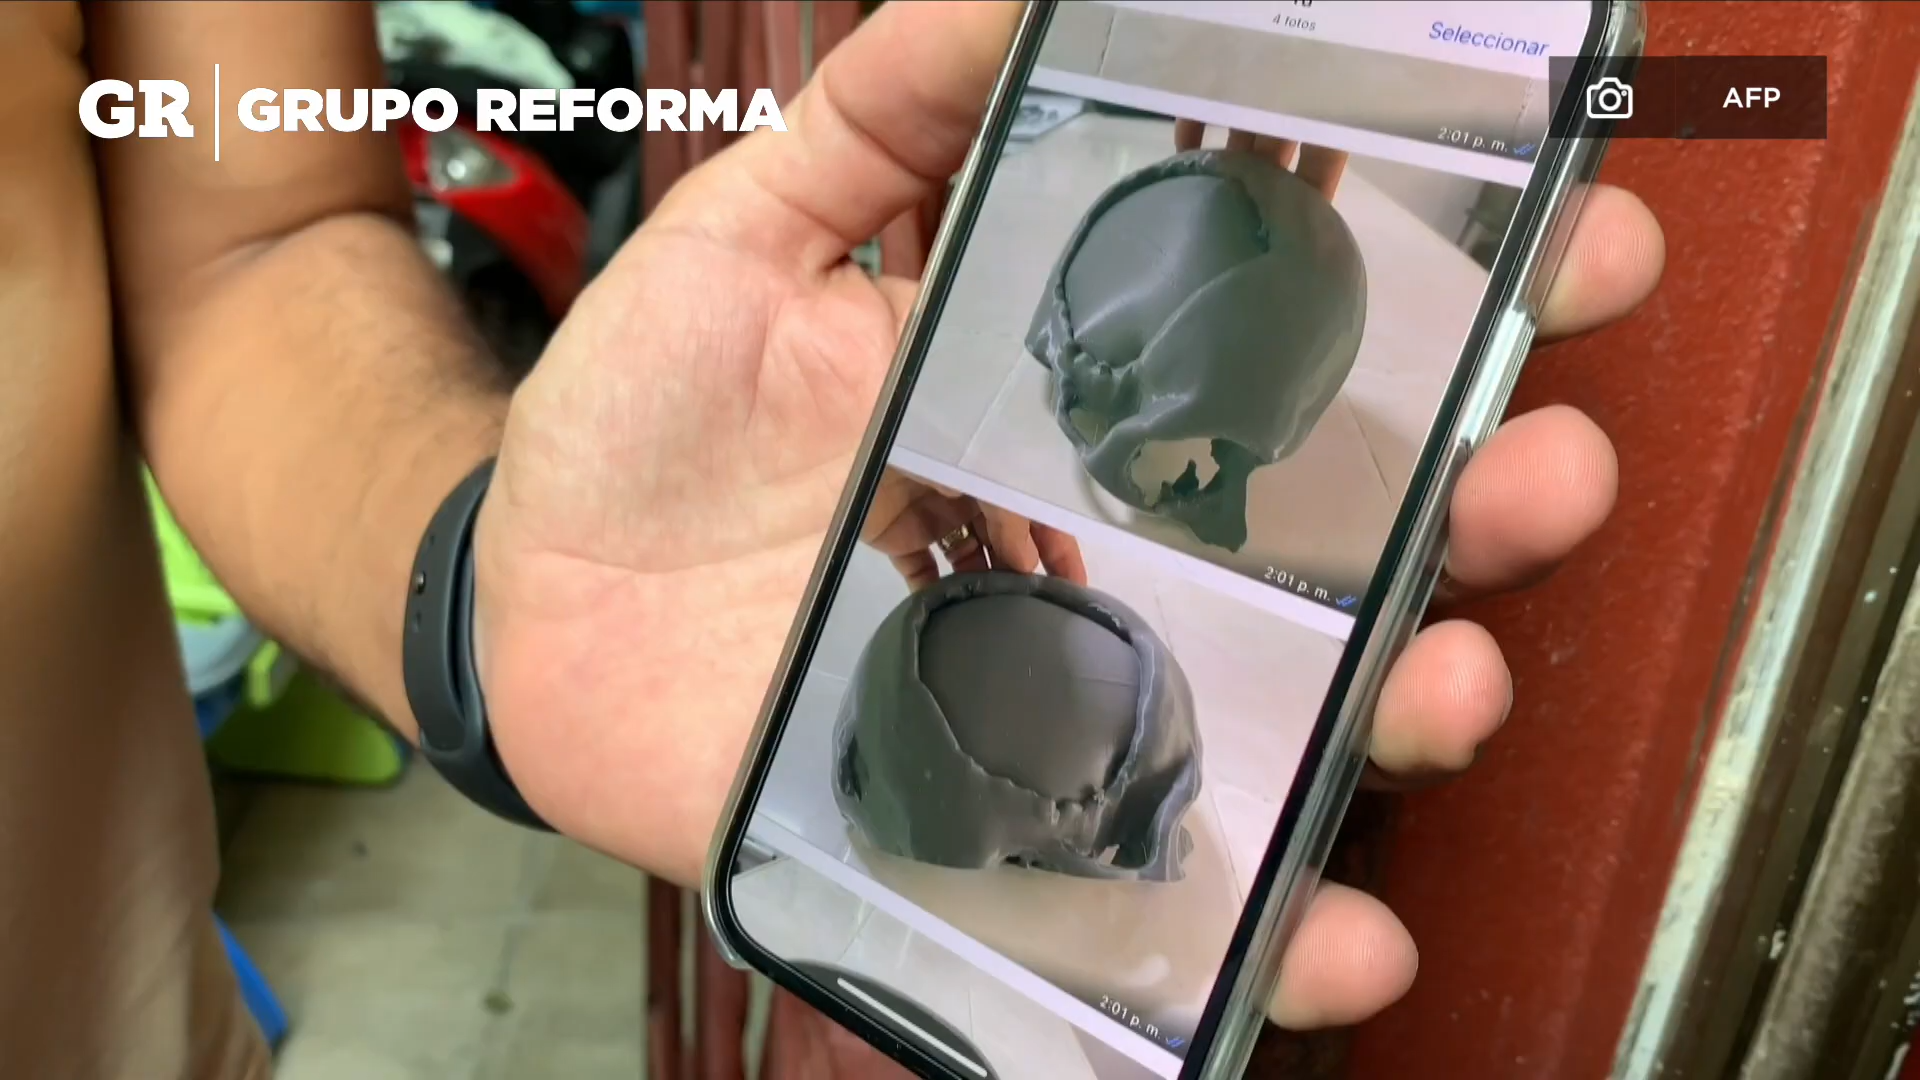 GR GRUPO REFORMA
AFP
4 fotos
Seleccionar
2:01 p. m.
2:01 p. m.
2:01 p. m.